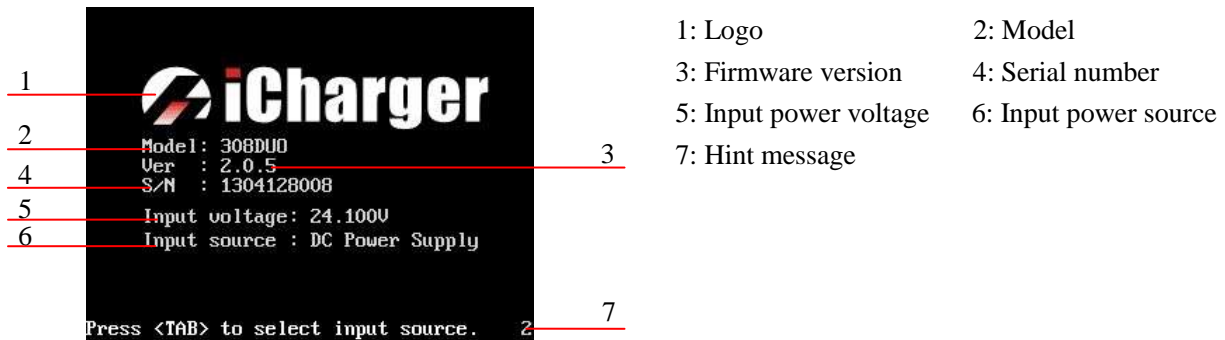 iCharger
Model: 308DUO
Ver : 2.0.5
S/N : 1304128008
Input voltage: 24.100V
Input source : DC Power Supply
Press <TAB> to select input source. 2
1
2
4
5
6
3
7
1: Logo 2: Model
3: Firmware version 4: Serial number
5: Input power voltage 6: Input power source
7: Hint message